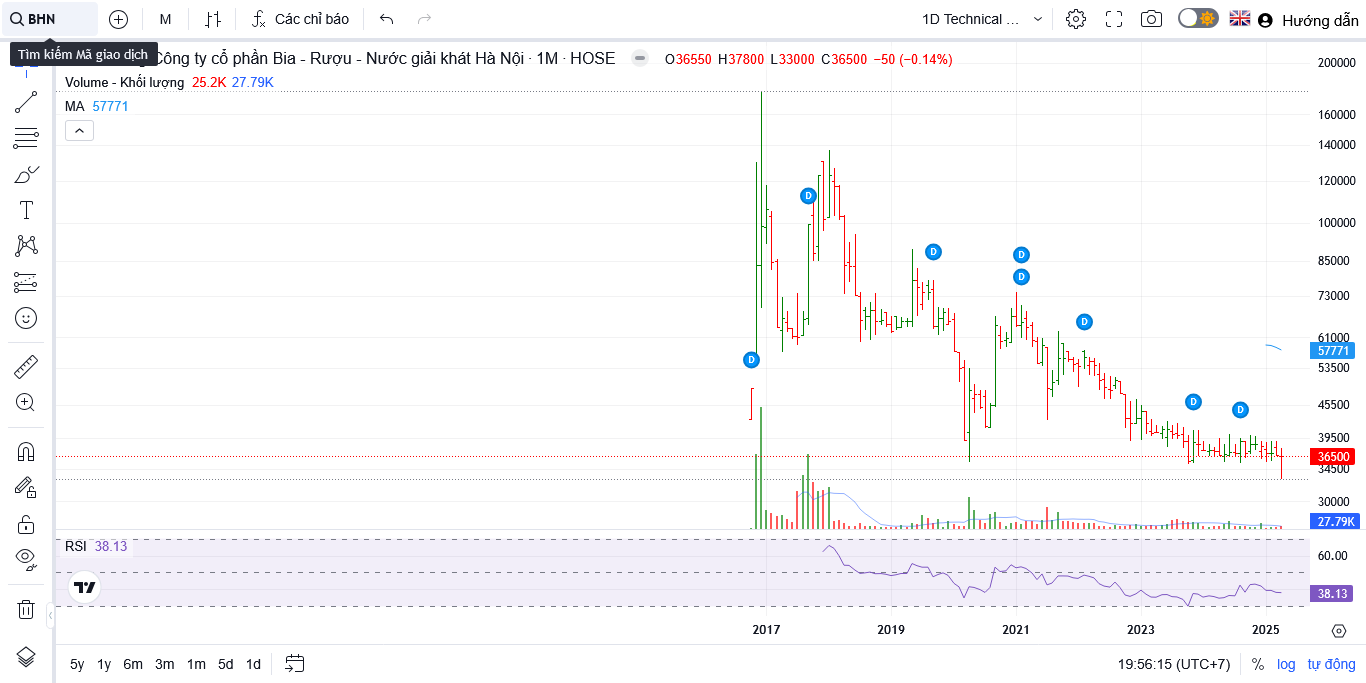 BHN
M
Các chỉ báo
1D Technical ...
Hướng dẫn
Tìm kiếm Mã giao dịch
Công ty cổ phần Bia - Rượu - Nước giải khát Hà Nội · 1M · HOSE
O36550 H37800 L33000 C36500 −50 (−0.14%)
Volume - Khối lượng 25.2K 27.79K
MA 57771
200000
160000
140000
120000
100000
85000
73000
61000
57771
53500
45500
39500
36500
34500
30000
27.79K
D
D
D
D
D
D
D
D
RSI 38.13
60.00
38.13
2017 2019 2021 2023 2025
5y 1y 6m 3m 1m 5d 1d
19:56:15 (UTC+7) % log tự động